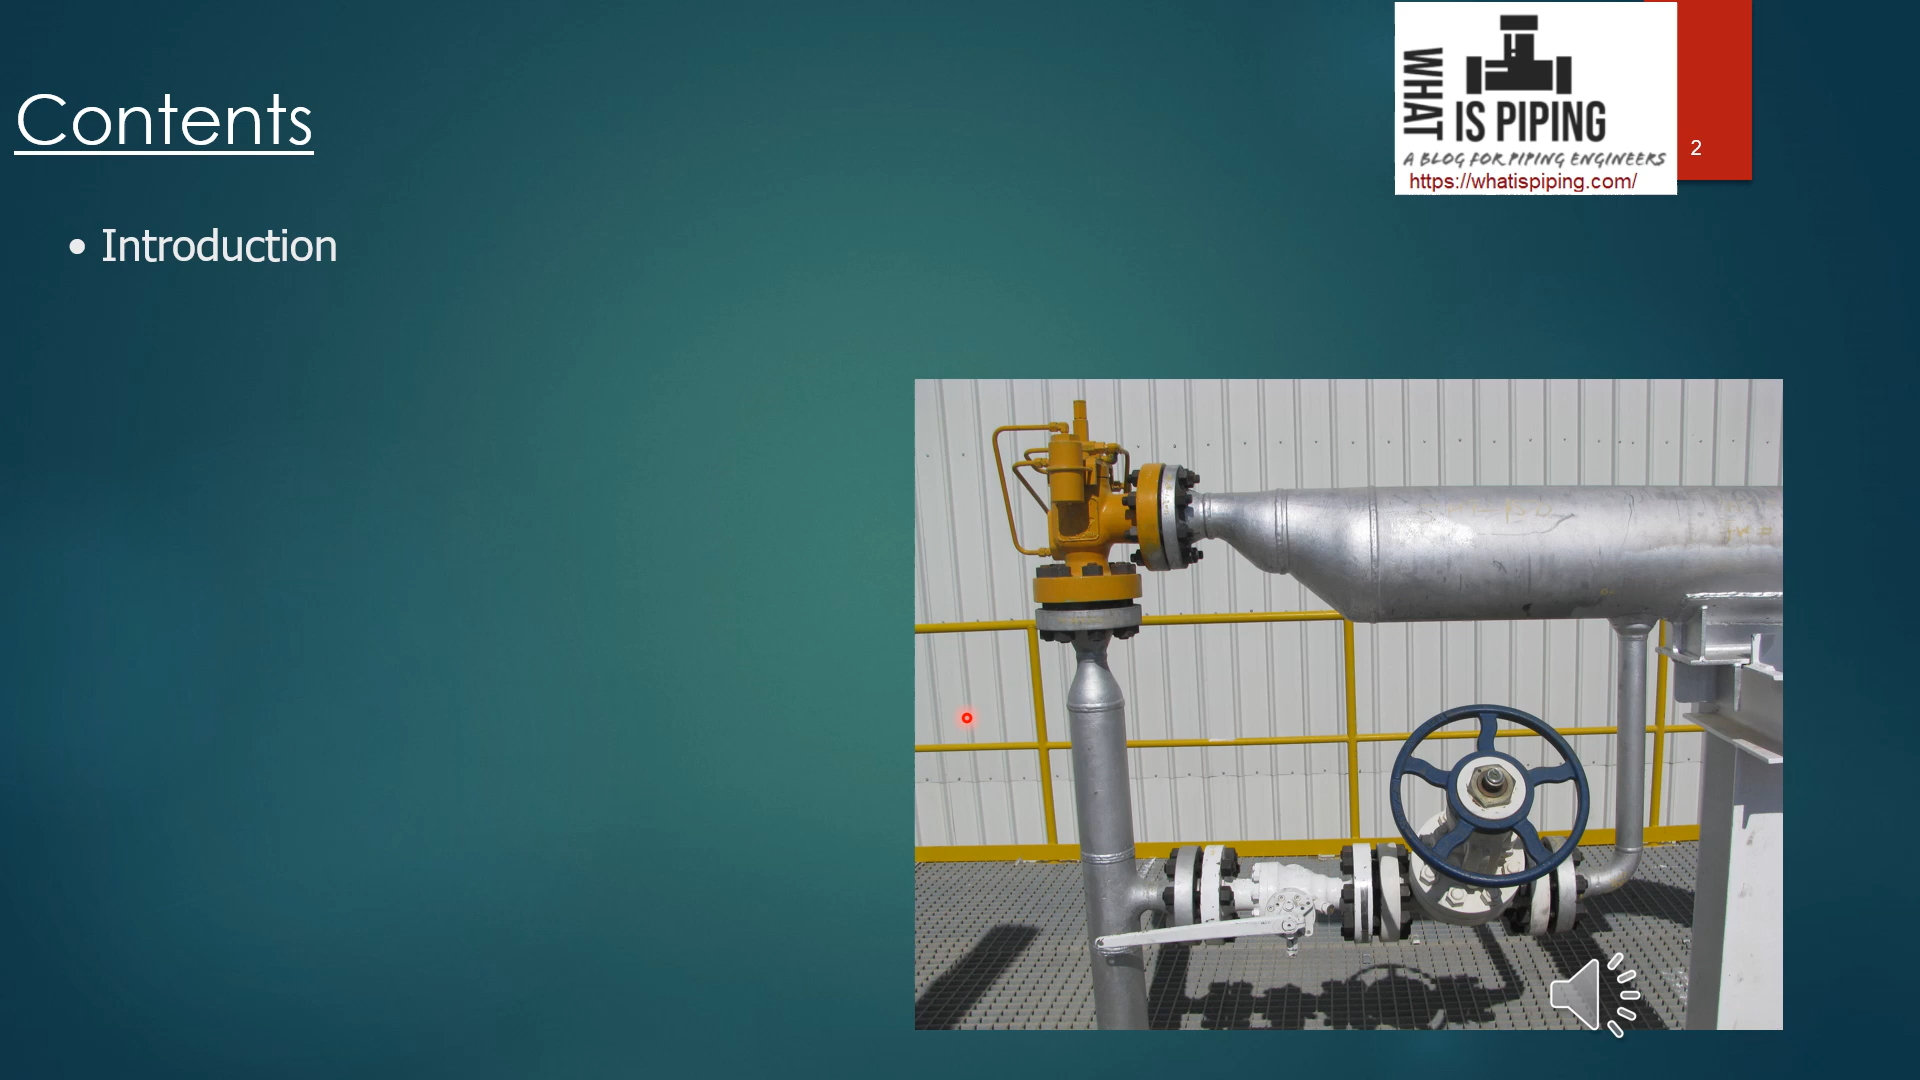 Contents
• Introduction
WHAT
IS PIPING
A BLOG FOR PIPING ENGINEERS
https://whatispiping.com/
2